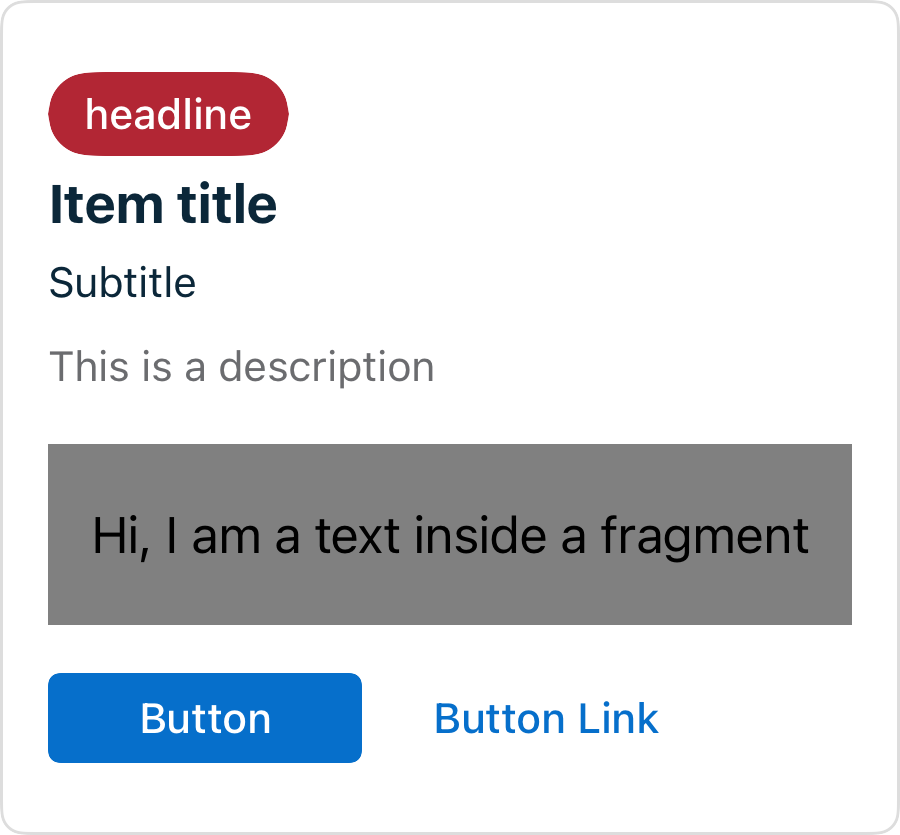 headline
Item title
Subtitle
This is a description
Hi, I am a text inside a fragment
Button
Button Link